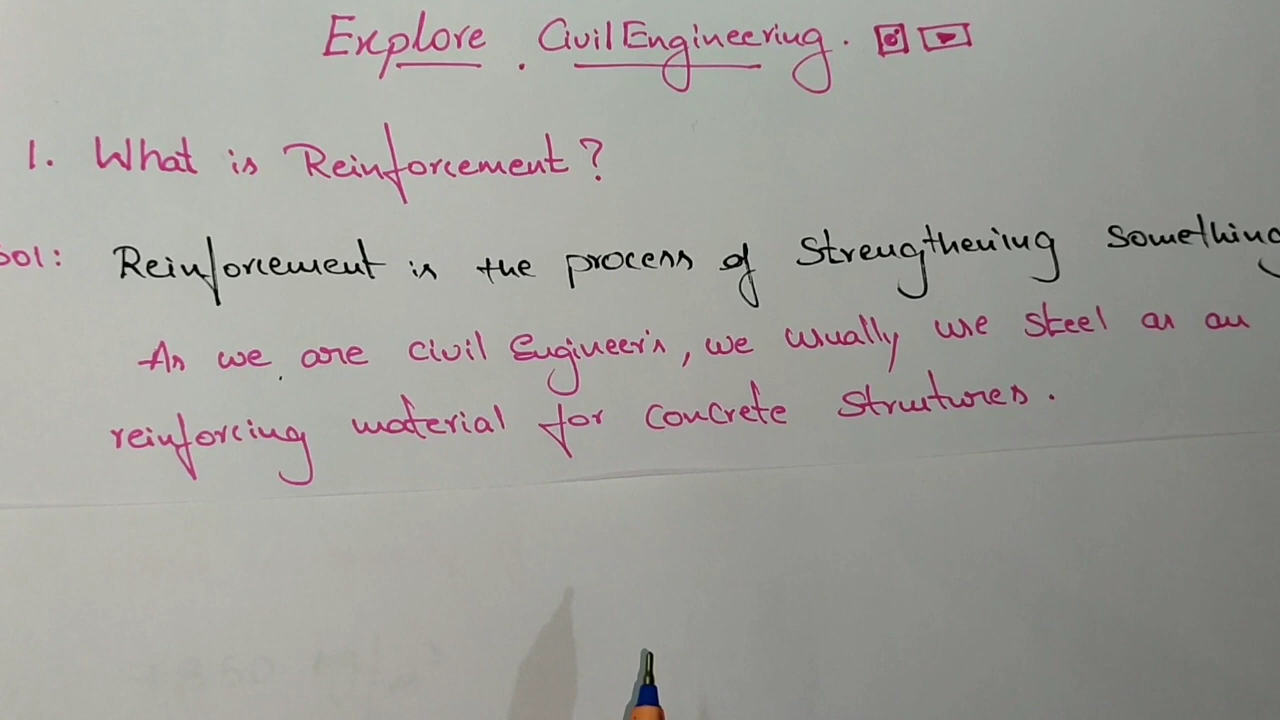 Explore . Civil Engineering.
1. What is Reinforcement?
Sol: Reinforcement is the process of Strengthening Something
As we are civil Engineer's, we usually use steel as an
reinforcing material for concrete structures.